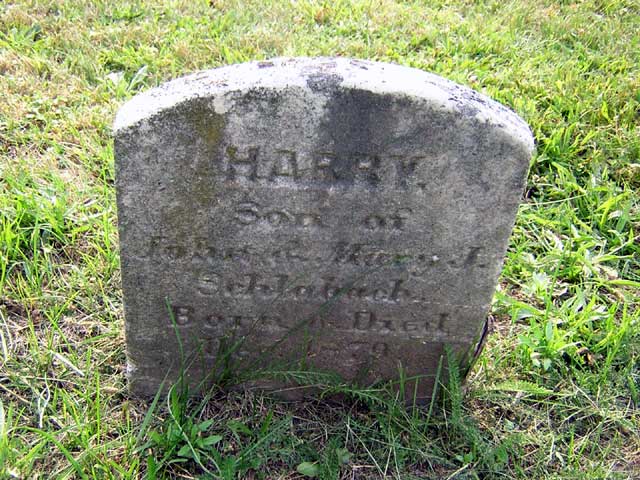 HARRY,
Son of
John & Mary J.
Schlabach,
Born & Died